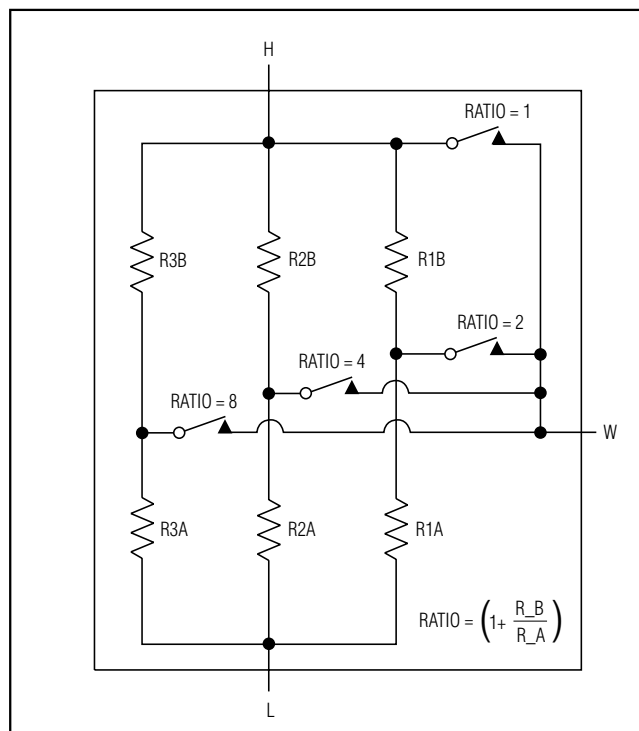 H
RATIO = 1
R3B
R2B
R1B
RATIO = 2
RATIO = 4
RATIO = 8
W
R3A
R2A
R1A
RATIO = (1+ R_B/R_A)
L